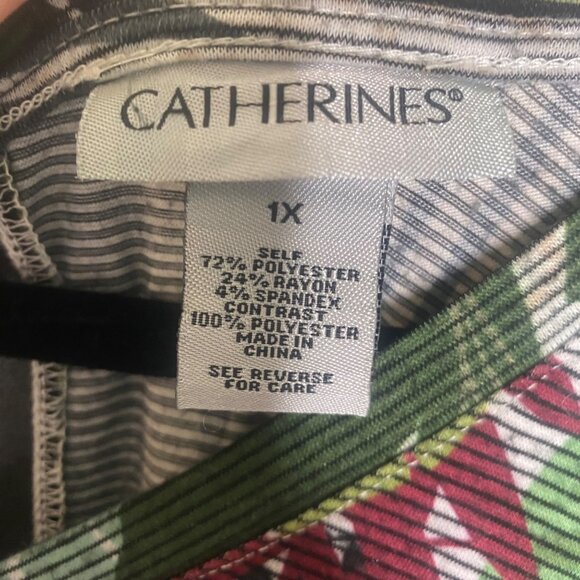 CATHERINES®
1X
SELF
72% POLYESTER
24% RAYON
4% SPANDEX
CONTRAST
100% POLYESTER
MADE IN
CHINA
SEE REVERSE
FOR CARE